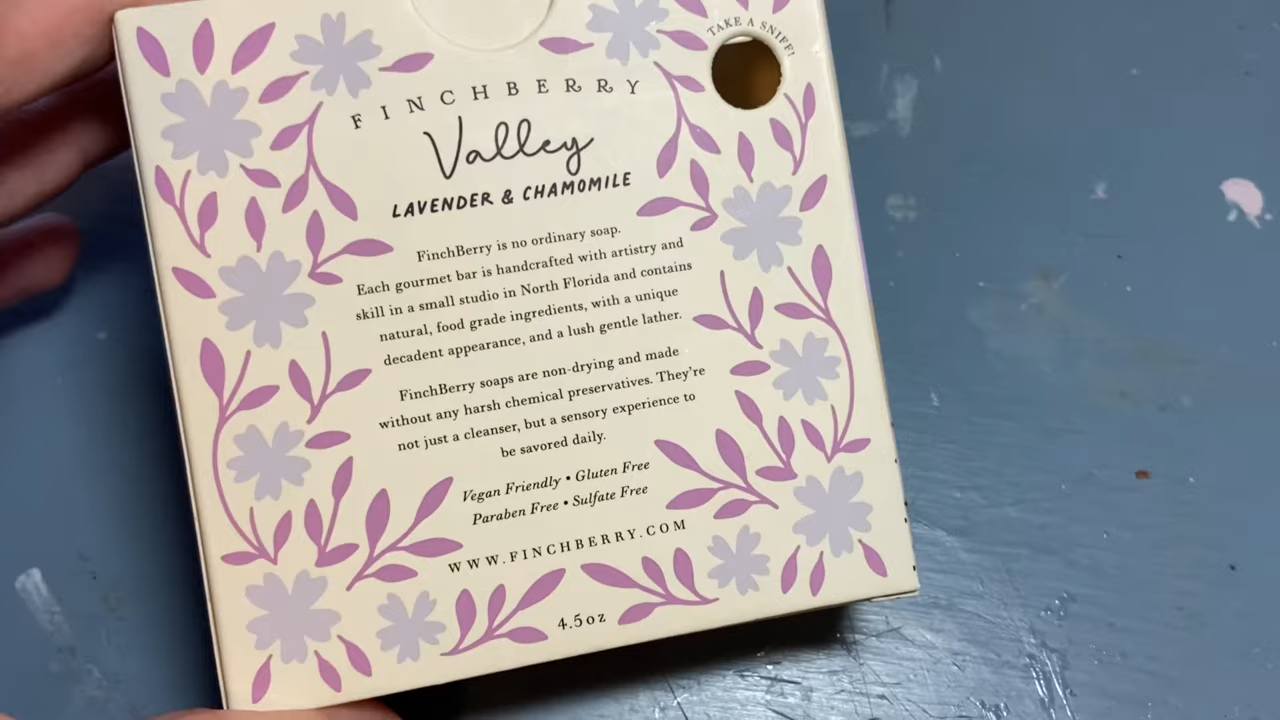 TAKE A SNIFF!
FINCHBERRY
Valley
LAVENDER & CHAMOMILE
FinchBerry is no ordinary soap.
Each gourmet bar is handcrafted with artistry and
skill in a small studio in North Florida and contains
natural, food grade ingredients, with a unique
decadent appearance, and a lush gentle lather.
FinchBerry soaps are non-drying and made
without any harsh chemical preservatives. They're
not just a cleanser, but a sensory experience to
be savored daily.
Vegan Friendly • Gluten Free
Paraben Free • Sulfate Free
WWW.FINCHBERRY.COM
4.5oz